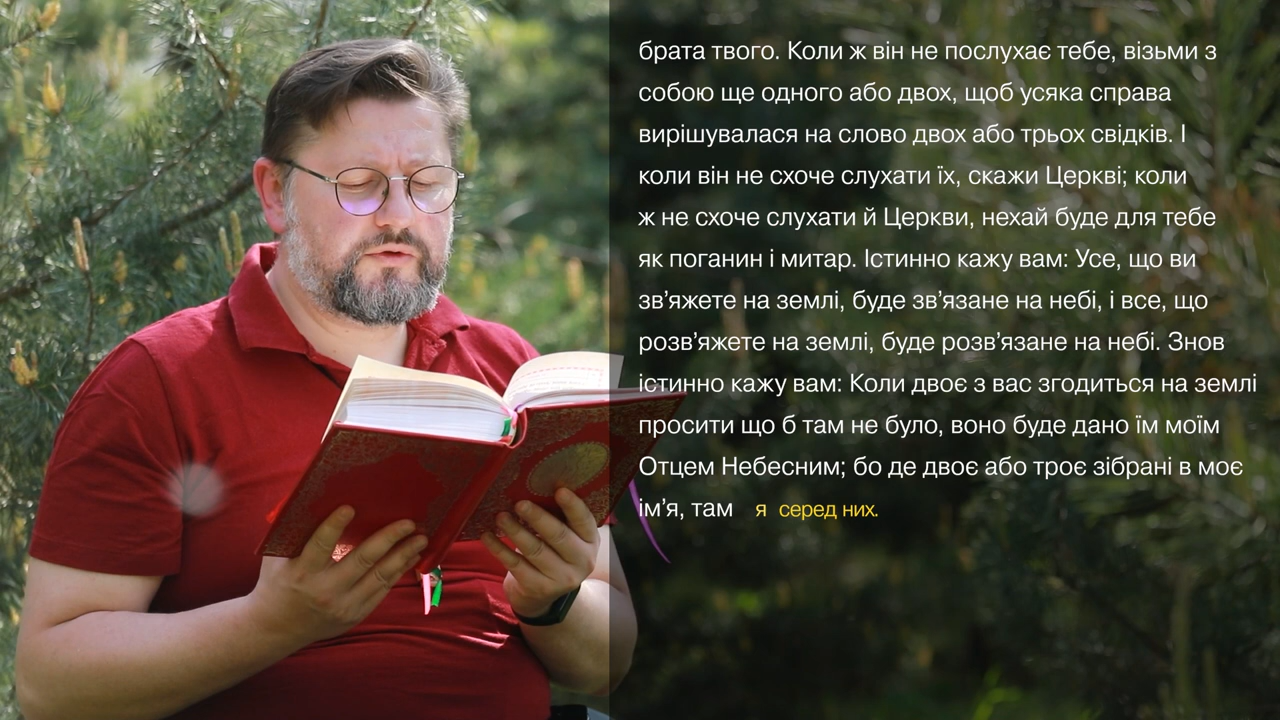 брата твого. Коли ж він не послухає тебе, візьми з
собою ще одного або двох, щоб усяка справа
вирішувалася на слово двох або трьох свідків. І
коли він не схоче слухати їх, скажи Церкві; коли
ж не схоче слухати й Церкви, нехай буде для тебе
як поганин і митар. Істинно кажу вам: Усе, що ви
зв’яжете на землі, буде зв’язане на небі, і все, що
розв’яжете на землі, буде розв’язане на небі. Знов
істинно кажу вам: Коли двоє з вас згодиться на землі
просити що б там не було, воно буде дано їм моїм
Отцем Небесним; бо де двоє або троє зібрані в моє
ім’я, там я серед них.